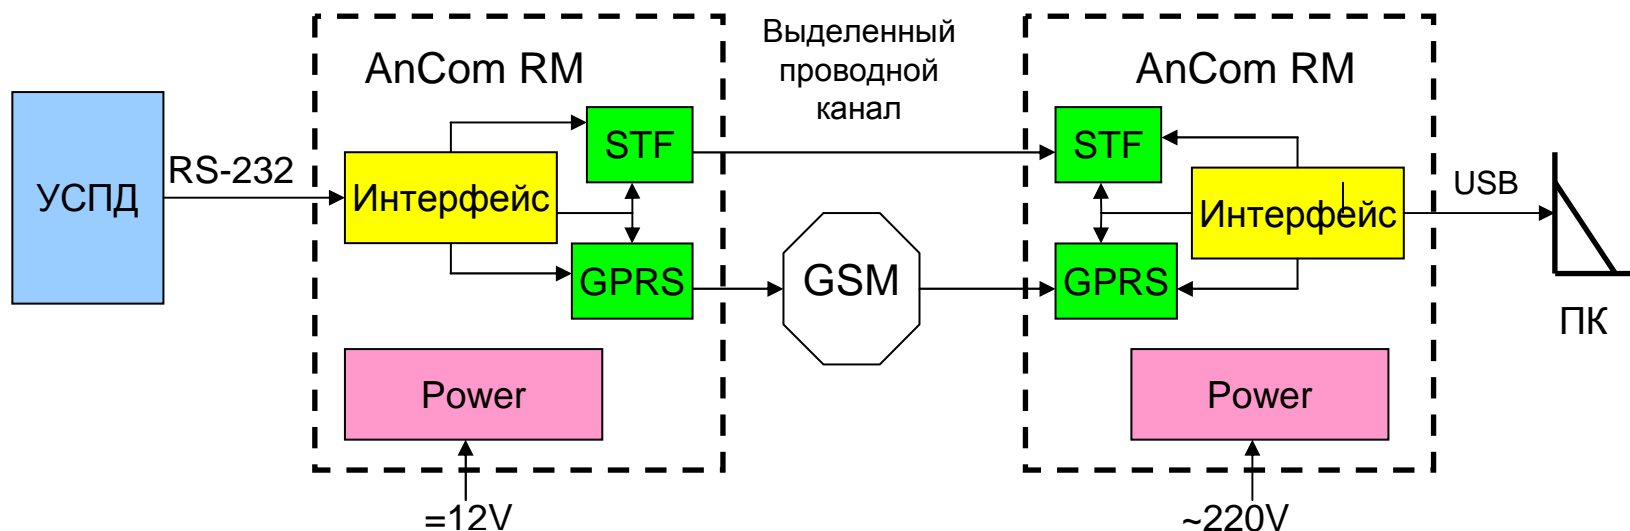 Выделенный
проводной
канал
AnCom RM
AnCom RM
STF
STF
RS-232
УСПД
Интерфейс
Интерфейс
USB
GPRS
GSM
GPRS
ПК
Power
Power
=12V
~220V